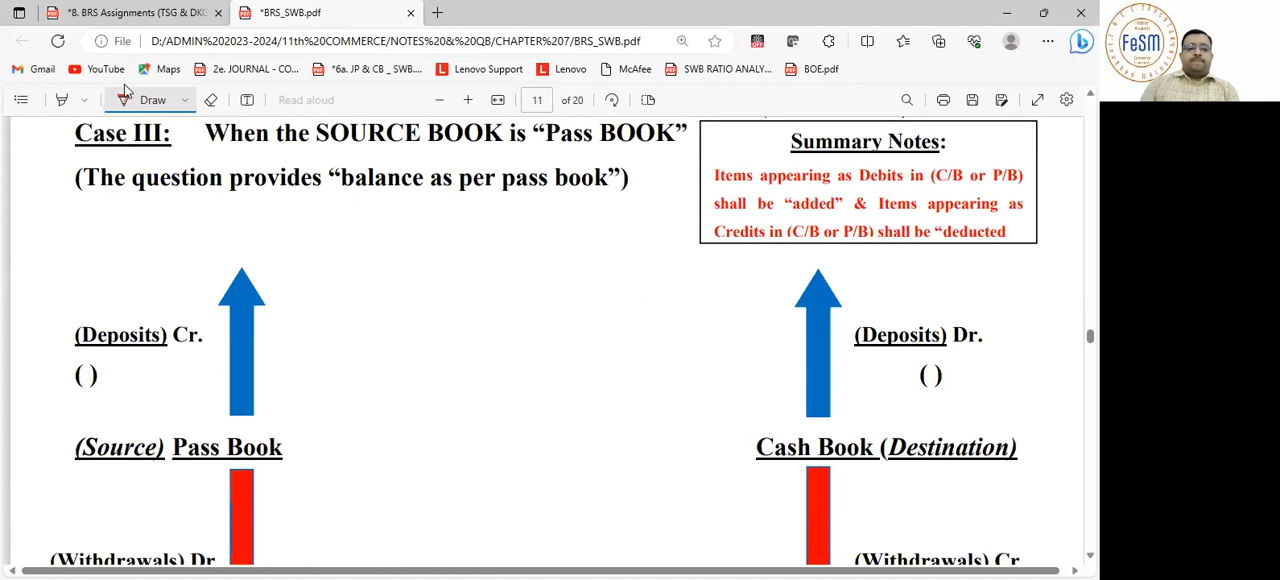 *8. BRS Assignments (TSG & DKG
*BRS_SWB.pdf
File
D:/ADMIN%202023-2024/11th%20COMMERCE/NOTES%20&%20QB/CHAPTER%207/BRS_SWB.pdf
Gmail
YouTube
Maps
2e. JOURNAL - CO...
*6a. JP & CB _ SWB....
Lenovo Support
Lenovo
McAfee
SWB RATIO ANALY...
BOE.pdf
Draw
Read aloud
11
of 20
Case III: When the SOURCE BOOK is “Pass BOOK”
(The question provides “balance as per pass book”)
Summary Notes:
Items appearing as Debits in (C/B or P/B)
shall be “added” & Items appearing as
Credits in (C/B or P/B) shall be “deducted
(Deposits) Cr.
( )
(Deposits) Dr.
( )
(Source) Pass Book
Cash Book (Destination)
(Withdrawals) Dr
(Withdrawals) Cr
FeSM